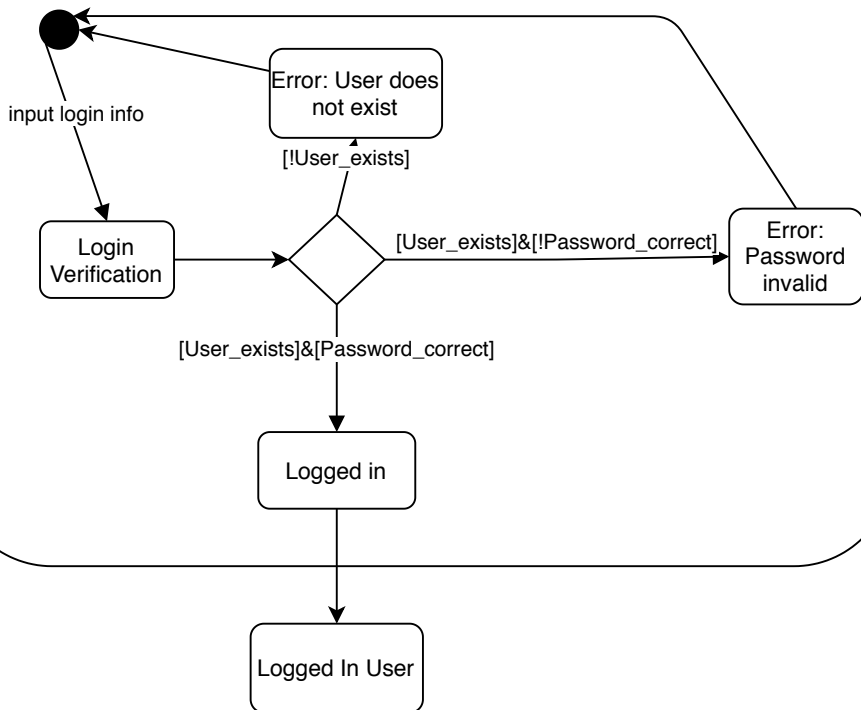 Error: User does
not exist
input login info
[!User_exists]
Login
Verification
[User_exists]&[!Password_correct]
Error:
Password
invalid
[User_exists]&[Password_correct]
Logged in
Logged In User